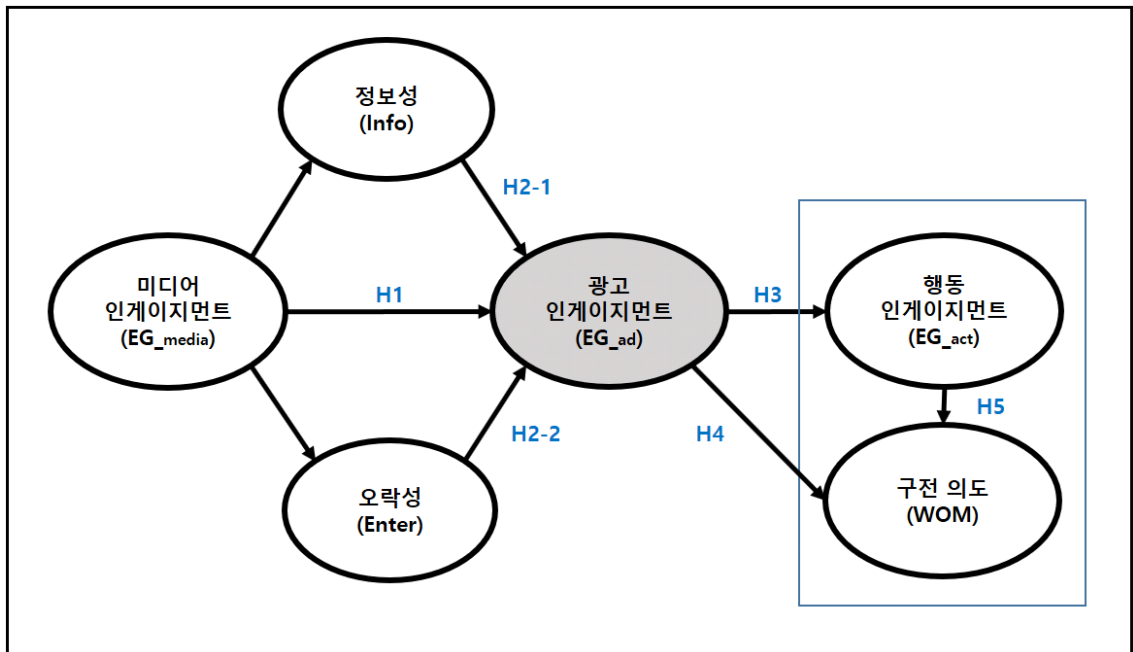 정보성
(Info)
H2-1
미디어
인게이지먼트
(EG_media)
H1
광고
인게이지먼트
(EG_ad)
H3
행동
인게이지먼트
(EG_act)
H2-2
H4
H5
오락성
(Enter)
구전 의도
(WOM)